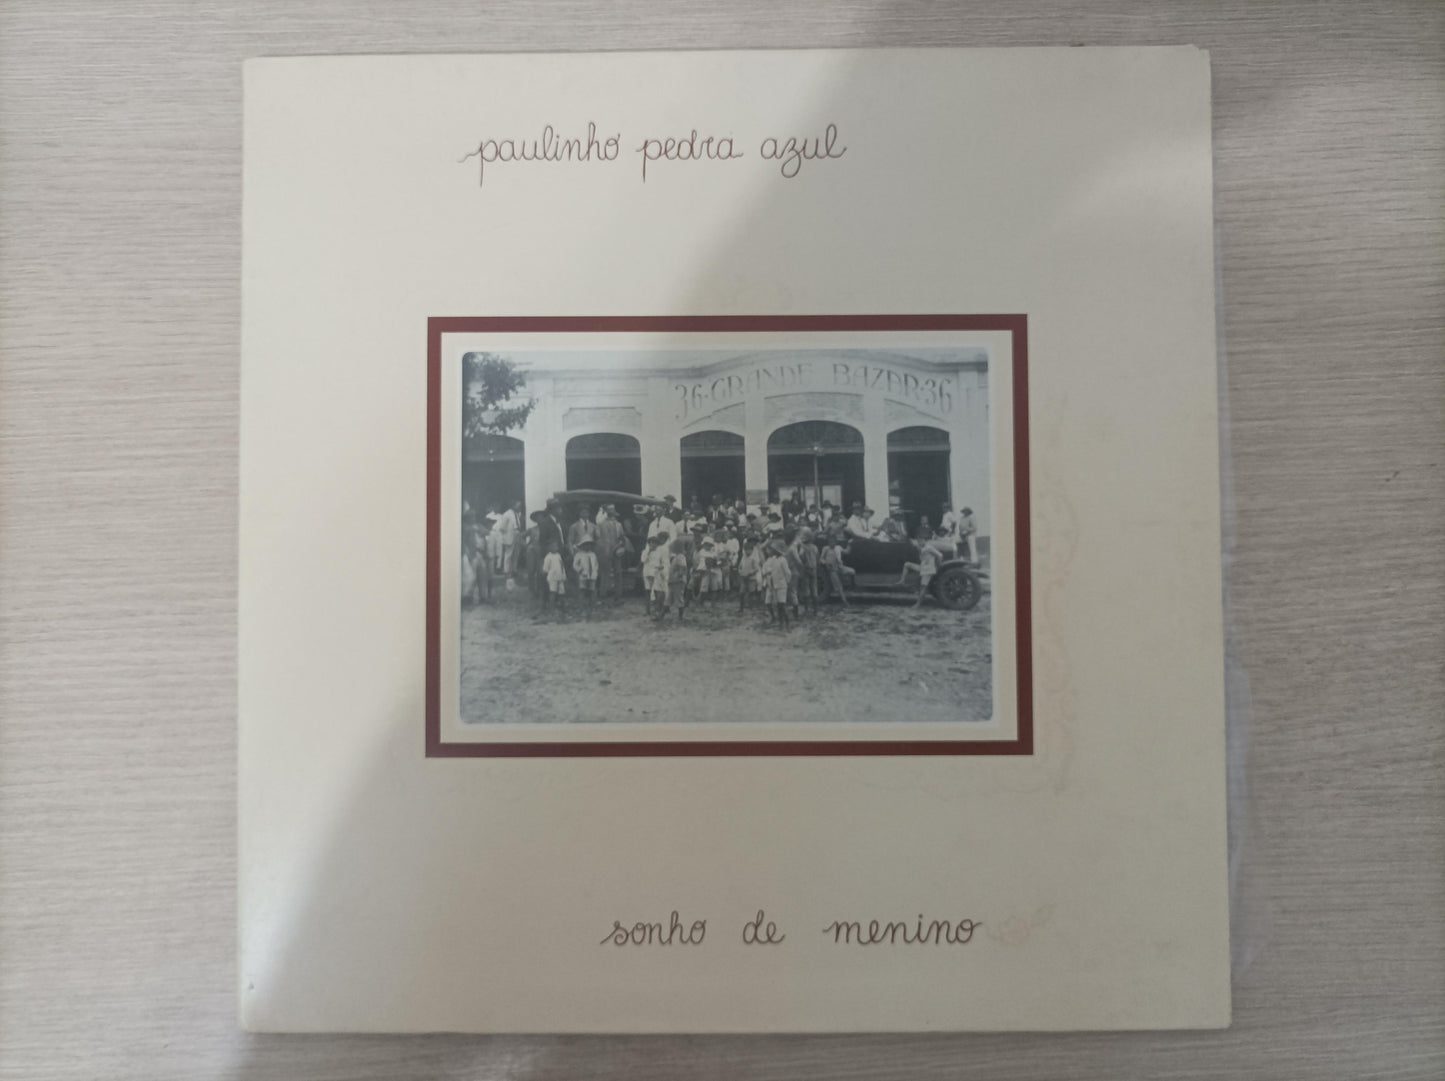 paulinho pedra azul
36-GRANDE BAZAR-36
sonho de menino